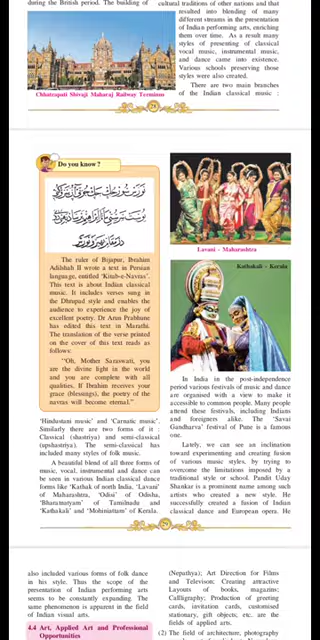 during the British period. The building of
Chhatrapati Shivaji Maharaj Railway Terminus
cultural traditions of other nations and that
resulted into blending of many
different streams in the presentation
of Indian performing arts, enriching
them over time. As a result many
styles of presenting of classical
vocal music, instrumental music,
and dance came into existence.
Various schools preserving those
styles were also created.
There are two main branches
of the Indian classical music :
Do you know ?
The ruler of Bijapur, Ibrahim
Adilshah II wrote a text in Persian
language, entitled 'Kitab-e-Navras'.
This text is about Indian classical
music. It includes verses sung in
the Dhrupad style and enables the
audience to experience the joy of
excellent poetry. Dr Arun Prabhune
has edited this text in Marathi.
The translation of the verse printed
on the cover of this text reads as
follows:
"Oh, Mother Saraswati, you
are the divine light in the world
and you are complete with all
qualities. If Ibrahim receives your
grace (blessings), the poetry of the
navras will become eternal."
'Hindustani music' and 'Carnatic music'.
Similarly there are two forms of it :
Classical (shastriya) and semi-classical
(upshastriya). The semi-classical has
included many styles of folk music.
A beautiful blend of all three forms of
music, vocal, instrumental and dance can
be seen in various Indian classical dance
forms like 'Kathak of north India, 'Lavani'
of Maharashtra, 'Odisi' of Odisha,
'Bharatnatyam' of Tamilnadu and
'Kathakali' and 'Mohiniattam' of Kerala.
Lavani – Maharashtra
Kathakali - Kerala
In India in the post-independence
period various festivals of music and dance
are organised with a view to make it
accessible to common people. Many people
attend these festivals, including Indians
and foreigners alike. The 'Savai
Gandharva' festival of Pune is a famous
one.
Lately, we can see an inclination
toward experimenting and creating fusion
of various music styles, by trying to
overcome the limitations imposed by a
traditional style or school. Pandit Uday
Shankar is a prominent name among such
artists who created a new style. He
successfully created a fusion of Indian
classical dance and European opera. He
also included various forms of folk dance
in his style. Thus the scope of the
presentation of Indian performing arts
seems to be constantly expanding. The
same phenomenon is apparent in the field
of Indian visual arts.
4.4 Art, Applied Art and Professional
Opportunities
(Nepathya); Art Direction for Films
and Televison; Creating attractive
Layouts of books, magazins;
Calligraphy; Production of greeting
cards, invitation cards, customised
stationary, gift objects; etc. are the
fields of applied arts.
(2) The field of architecture, photography